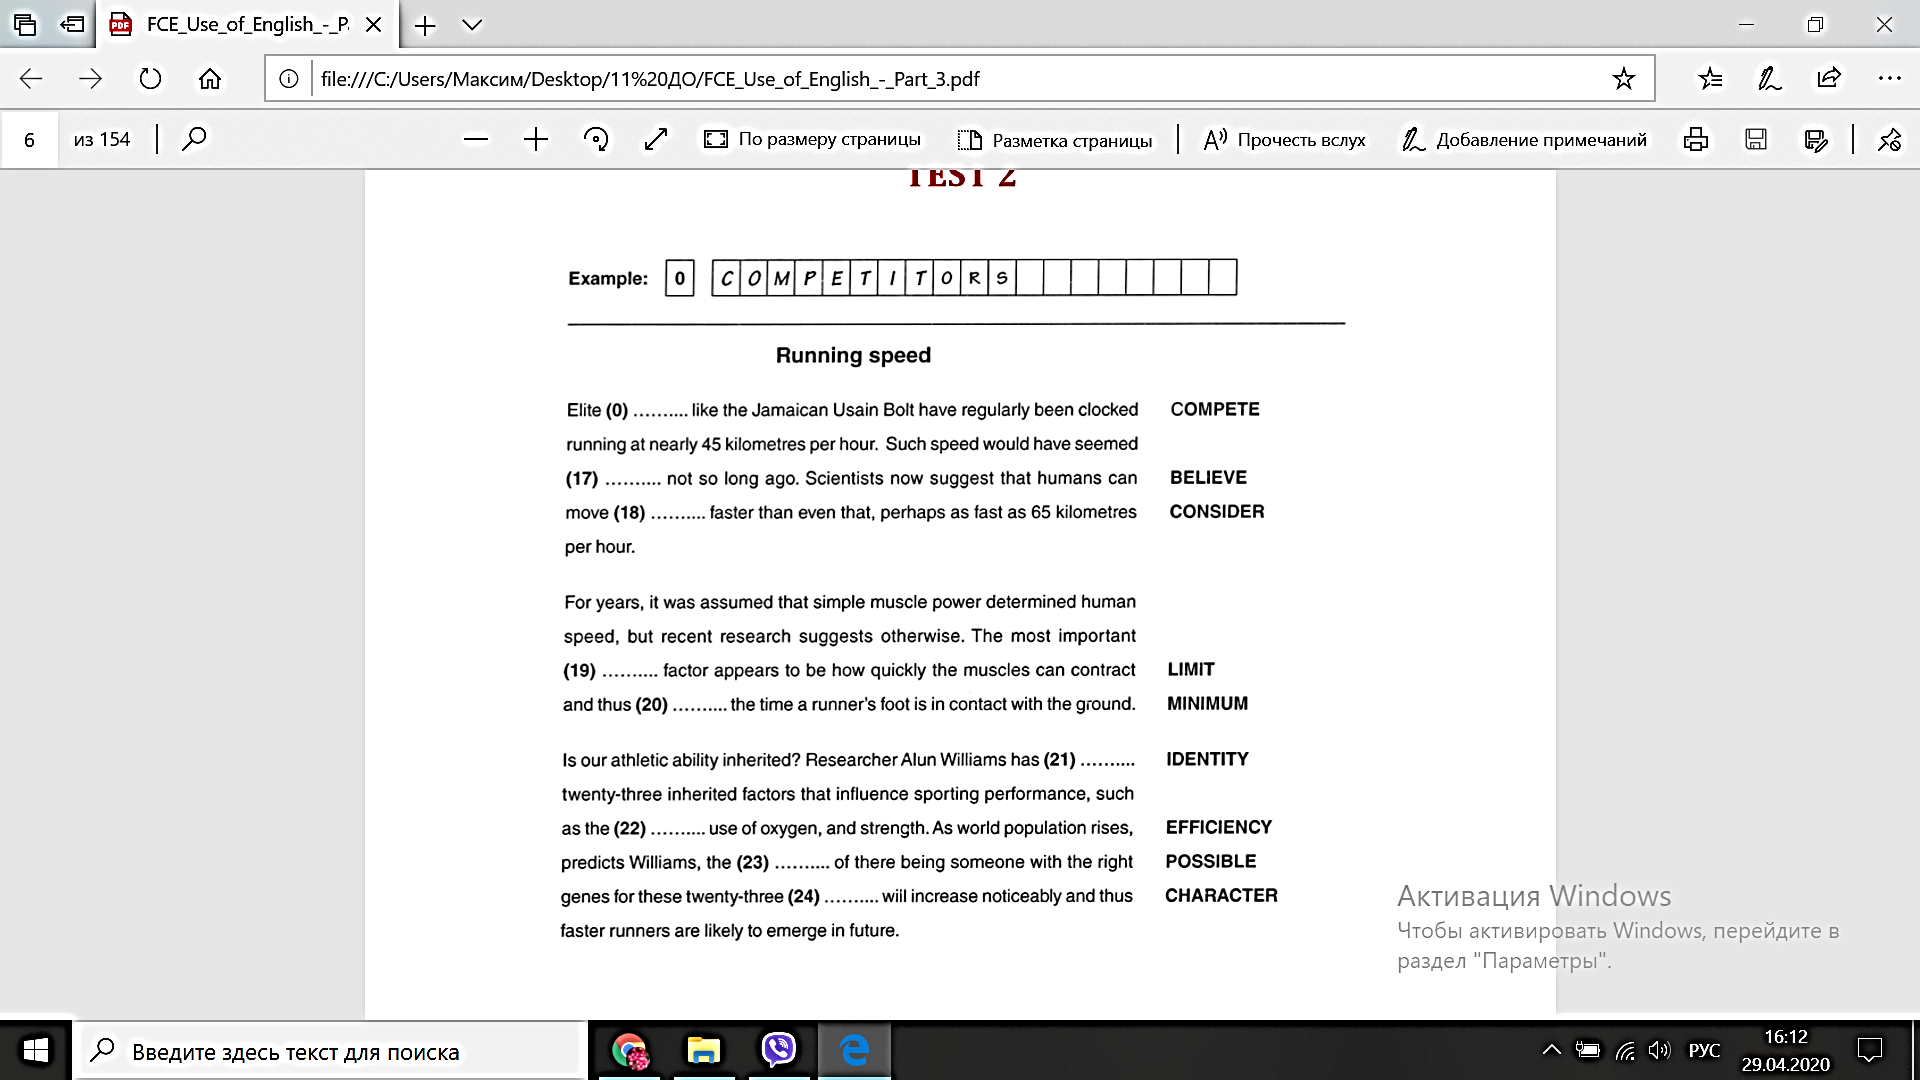 FCE_Use_of_English_-_P
file:///C:/Users/Максим/Desktop/11%20ДО/FCE_Use_of_English_-_Part_3.pdf
6 из 154 По размеру страницы Разметка страницы Прочесть вслух Добавление примечаний
TEST 2
Example: 0 COMPETITORS
Running speed
Elite (0) .......... like the Jamaican Usain Bolt have regularly been clocked COMPETE
running at nearly 45 kilometres per hour. Such speed would have seemed
(17) .......... not so long ago. Scientists now suggest that humans can BELIEVE
move (18) .......... faster than even that, perhaps as fast as 65 kilometres CONSIDER
per hour.
For years, it was assumed that simple muscle power determined human
speed, but recent research suggests otherwise. The most important
(19) .......... factor appears to be how quickly the muscles can contract LIMIT
and thus (20) .......... the time a runner's foot is in contact with the ground. MINIMUM
Is our athletic ability inherited? Researcher Alun Williams has (21) .......... IDENTITY
twenty-three inherited factors that influence sporting performance, such
as the (22) .......... use of oxygen, and strength. As world population rises, EFFICIENCY
predicts Williams, the (23) .......... of there being someone with the right POSSIBLE
genes for these twenty-three (24) .......... will increase noticeably and thus CHARACTER
faster runners are likely to emerge in future.
Активация Windows
Чтобы активировать Windows, перейдите в
раздел "Параметры".
Введите здесь текст для поиска
РУС
16:12
29.04.2020